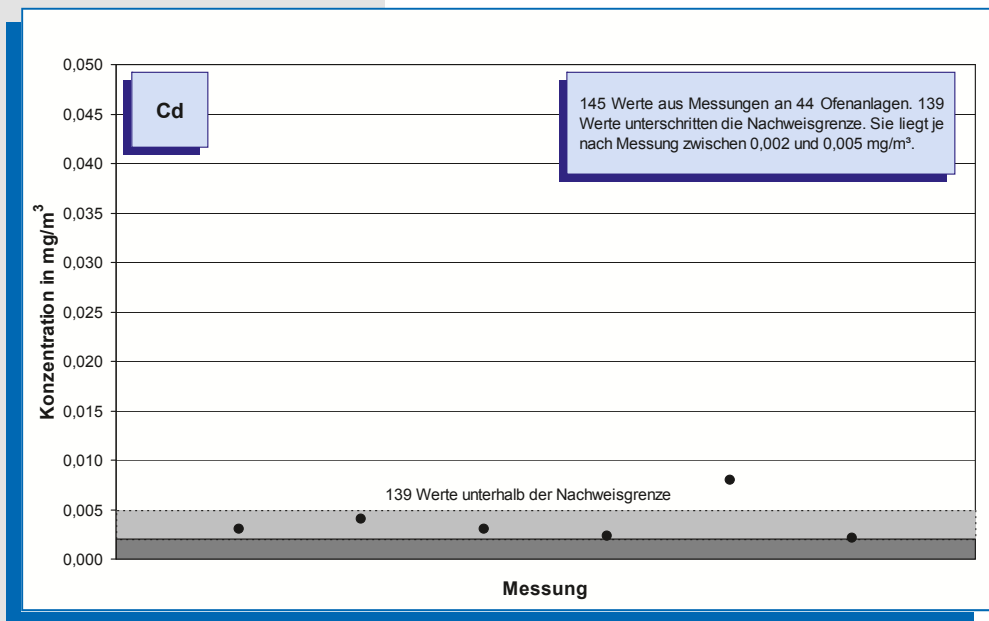 0,050
0,045
0,040
0,035
0,030
0,025
0,020
0,015
0,010
0,005
0,000
Konzentration in mg/m³
Cd
145 Werte aus Messungen an 44 Ofenanlagen. 139
Werte unterschritten die Nachweisgrenze. Sie liegt je
nach Messung zwischen 0,002 und 0,005 mg/m³.
139 Werte unterhalb der Nachweisgrenze
Messung